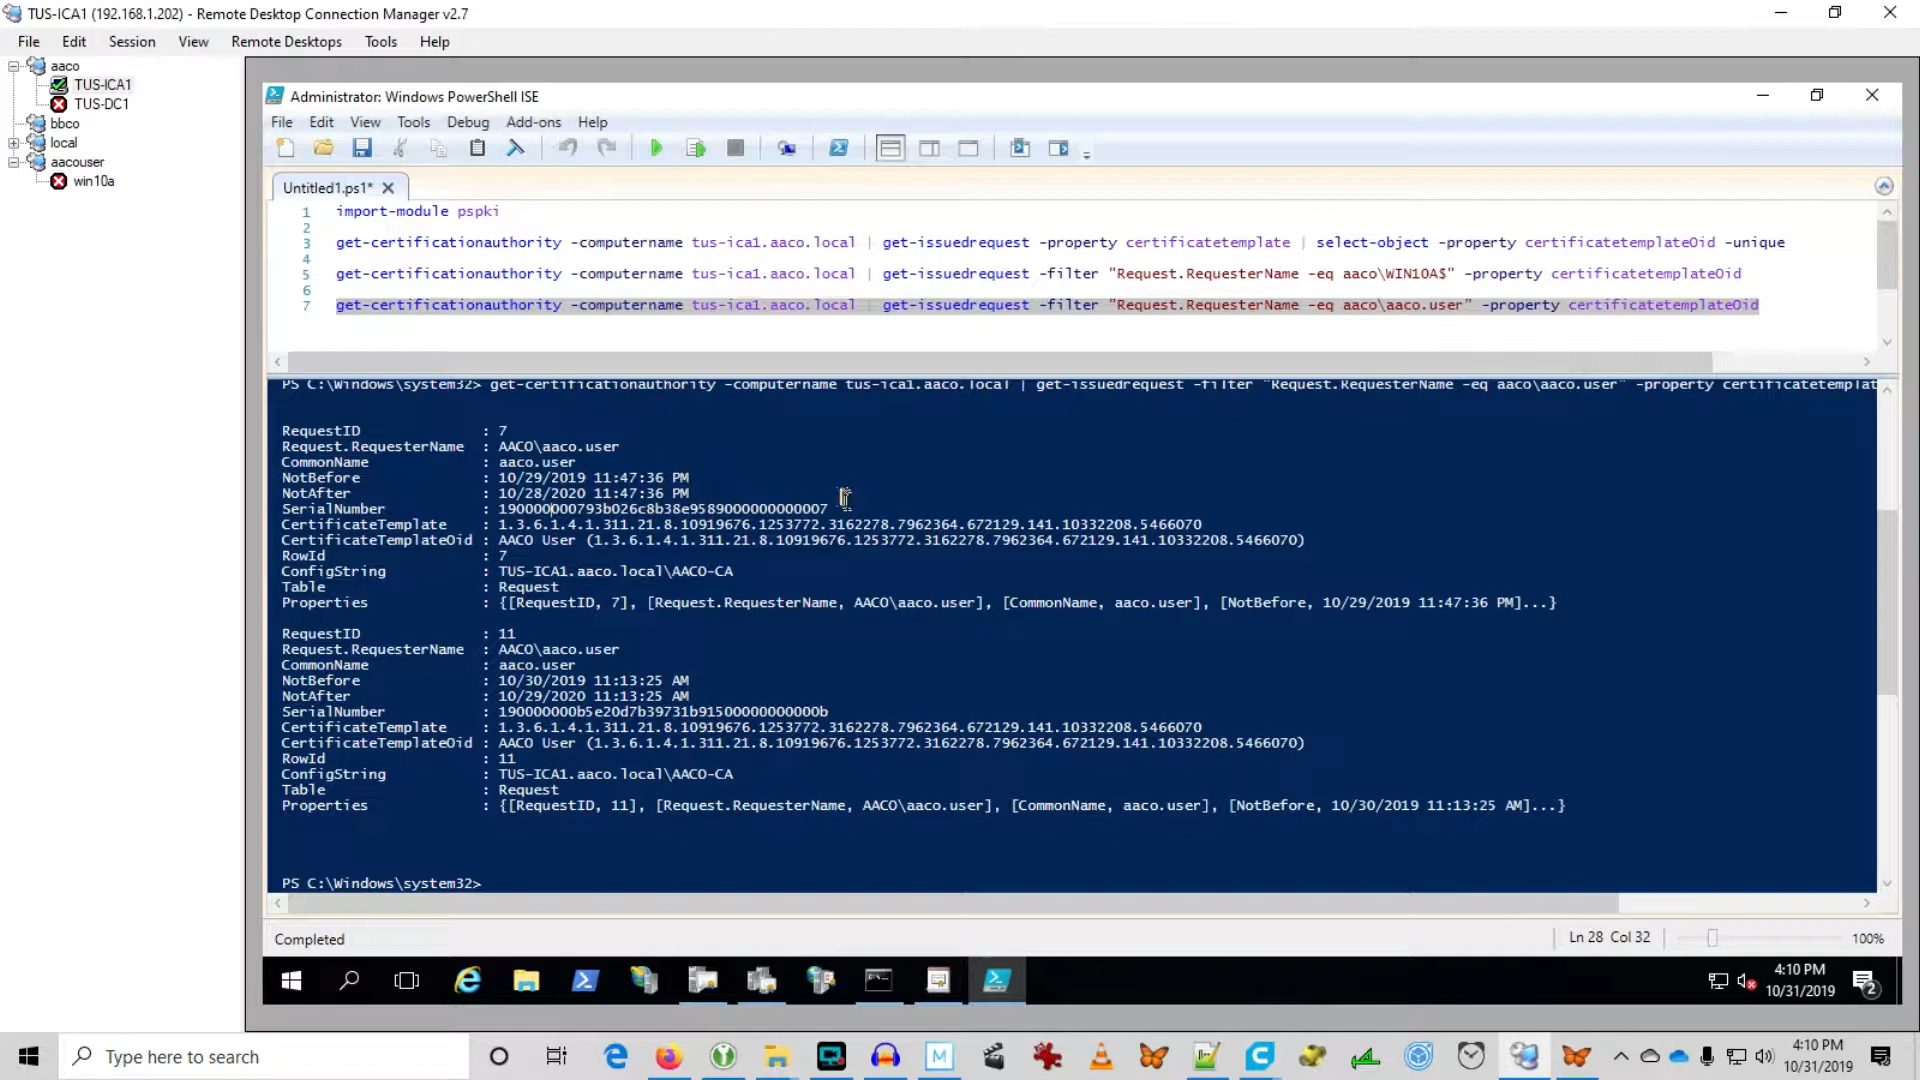 TUS-ICA1 (192.168.1.202) - Remote Desktop Connection Manager v2.7
File Edit Session View Remote Desktops Tools Help
aaco
TUS-ICA1
TUS-DC1
bbco
local
aacouser
win10a
Administrator: Windows PowerShell ISE
File Edit View Tools Debug Add-ons Help
Untitled1.ps1*
1 import-module pspki
2
3 get-certificationauthority -computername tus-ica1.aaco.local | get-issuedrequest -property certificatetemplate | select-object -property certificatetemplateOid -unique
4
5 get-certificationauthority -computername tus-ica1.aaco.local | get-issuedrequest -filter "Request.RequesterName -eq aaco\WIN10A$" -property certificatetemplateOid
6
7 get-certificationauthority -computername tus-ica1.aaco.local | get-issuedrequest -filter "Request.RequesterName -eq aaco\aaco.user" -property certificatetemplateOid
PS C:\Windows\system32> get-certificationauthority -computername tus-ica1.aaco.local | get-issuedrequest -filter "Request.RequesterName -eq aaco\aaco.user" -property certificatetemplat
RequestID : 7
Request.RequesterName : AACO\aaco.user
CommonName : aaco.user
NotBefore : 10/29/2019 11:47:36 PM
NotAfter : 10/28/2020 11:47:36 PM
SerialNumber : 190000000793b026c8b38e9589000000000007
CertificateTemplate : 1.3.6.1.4.1.311.21.8.10919676.1253772.3162278.7962364.672129.141.10332208.5466070
CertificateTemplateOid : AACO User (1.3.6.1.4.1.311.21.8.10919676.1253772.3162278.7962364.672129.141.10332208.5466070)
RowId : 7
ConfigString : TUS-ICA1.aaco.local\AACO-CA
Table : Request
Properties : {[RequestID, 7], [Request.RequesterName, AACO\aaco.user], [CommonName, aaco.user], [NotBefore, 10/29/2019 11:47:36 PM]...}
RequestID : 11
Request.RequesterName : AACO\aaco.user
CommonName : aaco.user
NotBefore : 10/30/2019 11:13:25 AM
NotAfter : 10/29/2020 11:13:25 AM
SerialNumber : 190000000b5e20d7b39731b91500000000000b
CertificateTemplate : 1.3.6.1.4.1.311.21.8.10919676.1253772.3162278.7962364.672129.141.10332208.5466070
CertificateTemplateOid : AACO User (1.3.6.1.4.1.311.21.8.10919676.1253772.3162278.7962364.672129.141.10332208.5466070)
RowId : 11
ConfigString : TUS-ICA1.aaco.local\AACO-CA
Table : Request
Properties : {[RequestID, 11], [Request.RequesterName, AACO\aaco.user], [CommonName, aaco.user], [NotBefore, 10/30/2019 11:13:25 AM]...}
PS C:\Windows\system32>
Completed
Ln 28 Col 32
100%
4:10 PM
10/31/2019
2
Type here to search
4:10 PM
10/31/2019